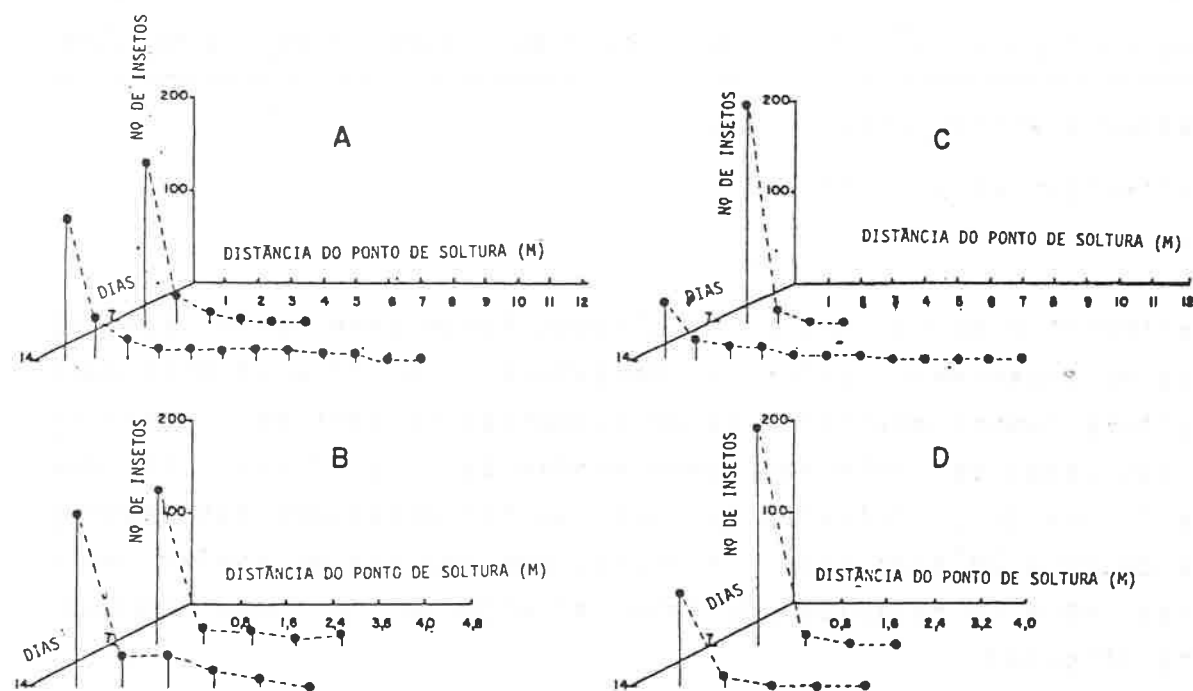 Nº DE INSETOS
200
100
A
DISTÂNCIA DO PONTO DE SOLTURA (M)
DIAS
1 2 3 4 5 6 7 8 9 10 11 12
7
14
Nº DE INSETOS
200
100
C
DISTÂNCIA DO PONTO DE SOLTURA (M)
DIAS
1 2 3 4 5 6 7 8 9 10 11 12
7
14
Nº DE INSETOS
200
100
B
DISTÂNCIA DO PONTO DE SOLTURA (M)
DIAS
0,8 1,6 2,4 3,6 4,0 4,8
7
14
Nº DE INSETOS
200
100
D
DISTÂNCIA DO PONTO DE SOLTURA (M)
DIAS
0,8 1,6 2,4 3,2 4,0
7
14